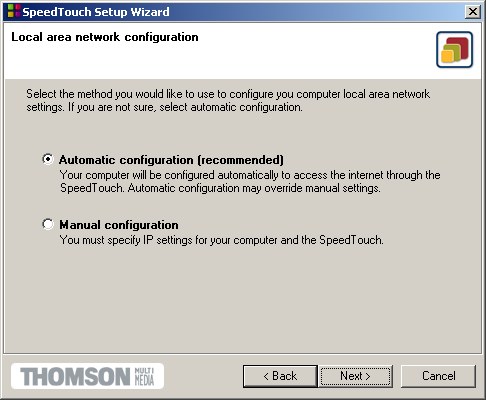 SpeedTouch Setup Wizard
Local area network configuration
Select the method you would like to use to configure you computer local area network
settings. If you are not sure, select automatic configuration.
Automatic configuration (recommended)
Your computer will be configured automatically to access the internet through the
SpeedTouch. Automatic configuration may override manual settings.
Manual configuration
You must specify IP settings for your computer and the SpeedTouch.
THOMSON MULTI MEDIA
< Back Next > Cancel